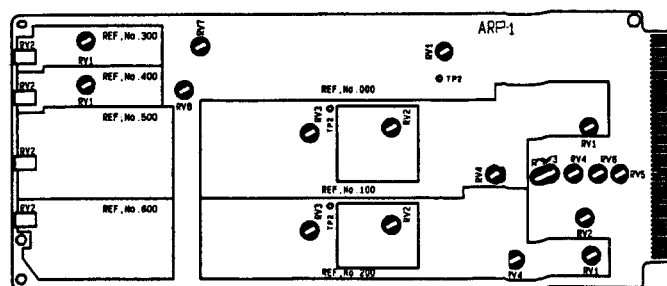 ARP-1
REF,No.300
RV7
RV2
RV1
RV1
TP2
REF,No.400
RV2
RV1
RV8
REF,No.000
REF,No.500
RV3
TP2
RV2
RV1
RV2
RV4
RV4
RV6
RV5
REF,No.100
RV2
REF,No.600
RV3
TP2
RV2
RV2
REF,No.200
RV4
RV1